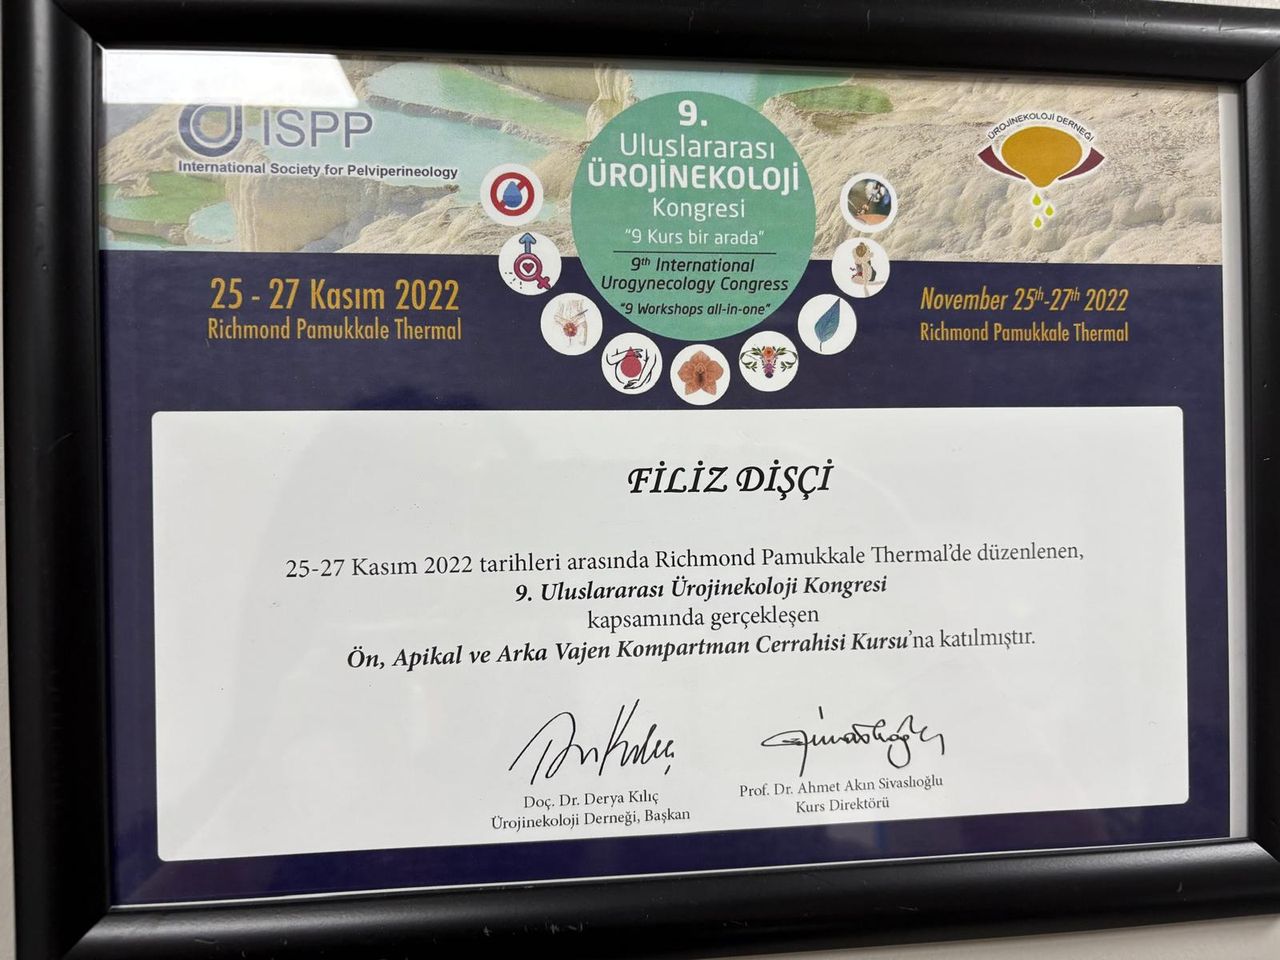 ISPP
International Society for Pelviperineology
9.
Uluslararası
ÜROJİNEKOLOJİ
Kongresi
"9 Kurs bir arada"
9th International
Urogynecology Congress
"9 Workshops all-in-one"
ÜROJİNEKOLOJİ DERNEĞİ
25 - 27 Kasım 2022
Richmond Pamukkale Thermal
November 25th-27th 2022
Richmond Pamukkale Thermal
FİLİZ DİŞÇİ
25-27 Kasım 2022 tarihleri arasında Richmond Pamukkale Thermal'de düzenlenen,
9. Uluslararası Ürojinekoloji Kongresi
kapsamında gerçekleşen
Ön, Apikal ve Arka Vajen Kompartman Cerrahisi Kursu'na katılmıştır.
Doç. Dr. Derya Kılıç
Ürojinekoloji Derneği, Başkan
Prof. Dr. Ahmet Akın Sivaslıoğlu
Kurs Direktörü